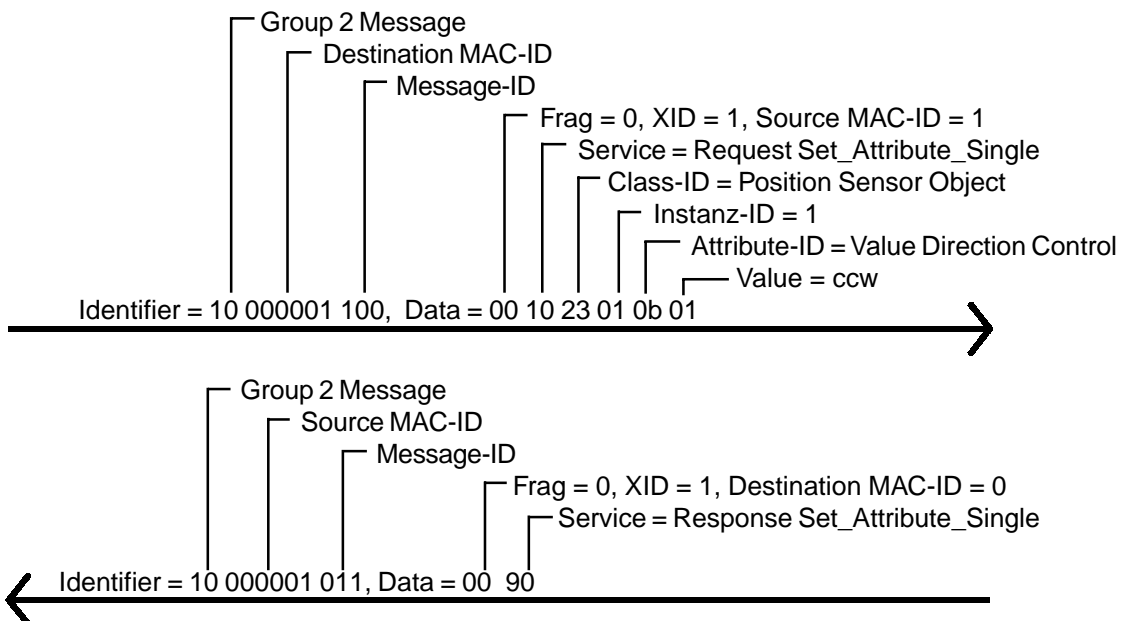 Group 2 Message
Destination MAC-ID
Message-ID
Frag = 0, XID = 1, Source MAC-ID = 1
Service = Request Set_Attribute_Single
Class-ID = Position Sensor Object
Instanz-ID = 1
Attribute-ID = Value Direction Control
Value = ccw
Identifier = 10 000001 100, Data = 00 10 23 01 0b 01
Group 2 Message
Source MAC-ID
Message-ID
Frag = 0, XID = 1, Destination MAC-ID = 0
Service = Response Set_Attribute_Single
Identifier = 10 000001 011, Data = 00 90